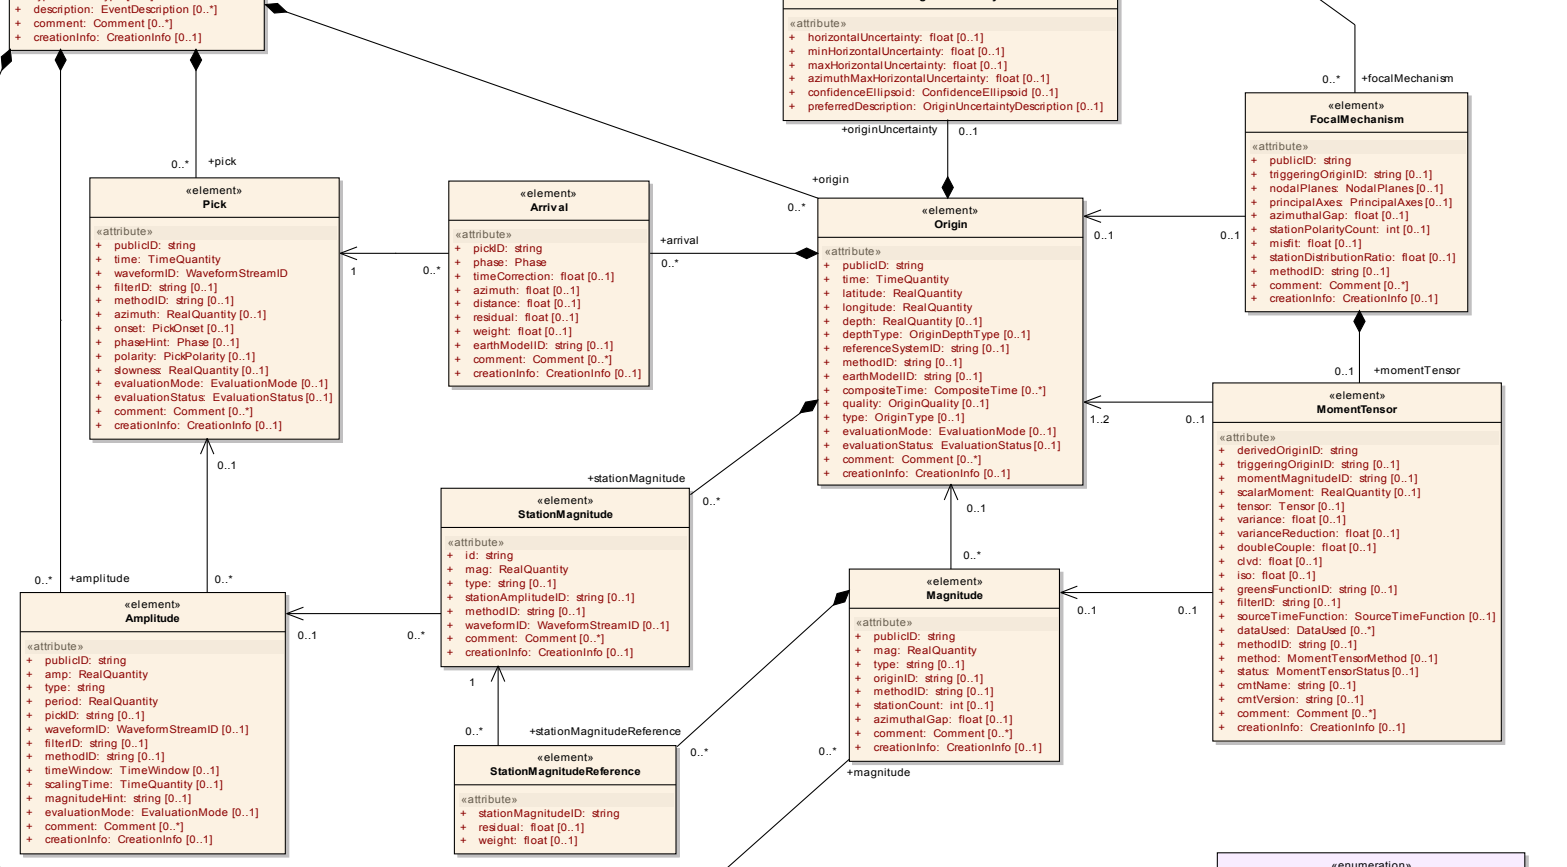 + description: EventDescription [0..*]
+ comment: Comment [0..*]
+ creationInfo: CreationInfo [0..1]
«attribute»
+ horizontalUncertainty: float [0..1]
+ minHorizontalUncertainty: float [0..1]
+ maxHorizontalUncertainty: float [0..1]
+ azimuthMaxHorizontalUncertainty: float [0..1]
+ confidenceEllipsoid: ConfidenceEllipsoid [0..1]
+ preferredDescription: OriginUncertaintyDescription [0..1]
+originUncertainty 0..1
0..* +focalMechanism
«element»
FocalMechanism
«attribute»
+ publicID: string
+ triggeringOriginID: string [0..1]
+ nodalPlanes: NodalPlanes [0..1]
+ principalAxes: PrincipalAxes [0..1]
+ azimuthalGap: float [0..1]
+ stationPolarityCount: int [0..1]
+ misfit: float [0..1]
+ stationDistributionRatio: float [0..1]
+ methodID: string [0..1]
+ comment: Comment [0..*]
+ creationInfo: CreationInfo [0..1]
0..* +pick
«element»
Pick
«attribute»
+ publicID: string
+ time: TimeQuantity
+ waveformID: WaveformStreamID
+ filterID: string [0..1]
+ methodID: string [0..1]
+ azimuth: RealQuantity [0..1]
+ onset: PickOnset [0..1]
+ phaseHint: Phase [0..1]
+ polarity: PickPolarity [0..1]
+ slowness: RealQuantity [0..1]
+ evaluationMode: EvaluationMode [0..1]
+ evaluationStatus: EvaluationStatus [0..1]
+ comment: Comment [0..*]
+ creationInfo: CreationInfo [0..1]
1 0..*
«element»
Arrival
«attribute»
+ pickID: string
+ phase: Phase
+ timeCorrection: float [0..1]
+ azimuth: float [0..1]
+ distance: float [0..1]
+ residual: float [0..1]
+ weight: float [0..1]
+ earthModelID: string [0..1]
+ comment: Comment [0..*]
+ creationInfo: CreationInfo [0..1]
+arrival
0..*
+origin
0..*
«element»
Origin
«attribute»
+ publicID: string
+ time: TimeQuantity
+ latitude: RealQuantity
+ longitude: RealQuantity
+ depth: RealQuantity [0..1]
+ depthType: OriginDepthType [0..1]
+ referenceSystemID: string [0..1]
+ methodID: string [0..1]
+ earthModelID: string [0..1]
+ compositeTime: CompositeTime [0..*]
+ quality: OriginQuality [0..1]
+ type: OriginType [0..1]
+ evaluationMode: EvaluationMode [0..1]
+ evaluationStatus: EvaluationStatus [0..1]
+ comment: Comment [0..*]
+ creationInfo: CreationInfo [0..1]
0..1 0..1
0..1 +momentTensor
«element»
MomentTensor
«attribute»
+ derivedOriginID: string
+ triggeringOriginID: string [0..1]
+ momentMagnitudeID: string [0..1]
+ scalarMoment: RealQuantity [0..1]
+ tensor: Tensor [0..1]
+ variance: float [0..1]
+ varianceReduction: float [0..1]
+ doubleCouple: float [0..1]
+ clvd: float [0..1]
+ iso: float [0..1]
+ greensFunctionID: string [0..1]
+ filterID: string [0..1]
+ sourceTimeFunction: SourceTimeFunction [0..1]
+ dataUsed: DataUsed [0..*]
+ methodID: string [0..1]
+ method: MomentTensorMethod [0..1]
+ status: MomentTensorStatus [0..1]
+ cmtName: string [0..1]
+ cmtVersion: string [0..1]
+ comment: Comment [0..*]
+ creationInfo: CreationInfo [0..1]
1..2 0..1
0..1
+stationMagnitude
0..*
«element»
StationMagnitude
«attribute»
+ id: string
+ mag: RealQuantity
+ type: string [0..1]
+ stationAmplitudeID: string [0..1]
+ methodID: string [0..1]
+ waveformID: WaveformStreamID [0..1]
+ comment: Comment [0..*]
+ creationInfo: CreationInfo [0..1]
0..1
0..*
0..* +amplitude 0..*
«element»
Amplitude
«attribute»
+ publicID: string
+ amp: RealQuantity
+ type: string
+ period: RealQuantity
+ pickID: string [0..1]
+ waveformID: WaveformStreamID [0..1]
+ filterID: string [0..1]
+ methodID: string [0..1]
+ timeWindow: TimeWindow [0..1]
+ scalingTime: TimeQuantity [0..1]
+ magnitudeHint: string [0..1]
+ evaluationMode: EvaluationMode [0..1]
+ comment: Comment [0..*]
+ creationInfo: CreationInfo [0..1]
0..1 0..*
«element»
Magnitude
«attribute»
+ publicID: string
+ mag: RealQuantity
+ type: string [0..1]
+ originID: string [0..1]
+ methodID: string [0..1]
+ stationCount: int [0..1]
+ azimuthalGap: float [0..1]
+ comment: Comment [0..*]
+ creationInfo: CreationInfo [0..1]
0..1 0..1
1
0..* +stationMagnitudeReference
0..*
«element»
StationMagnitudeReference
«attribute»
+ stationMagnitudeID: string
+ residual: float [0..1]
+ weight: float [0..1]
0..*
+magnitude
«enumeration»